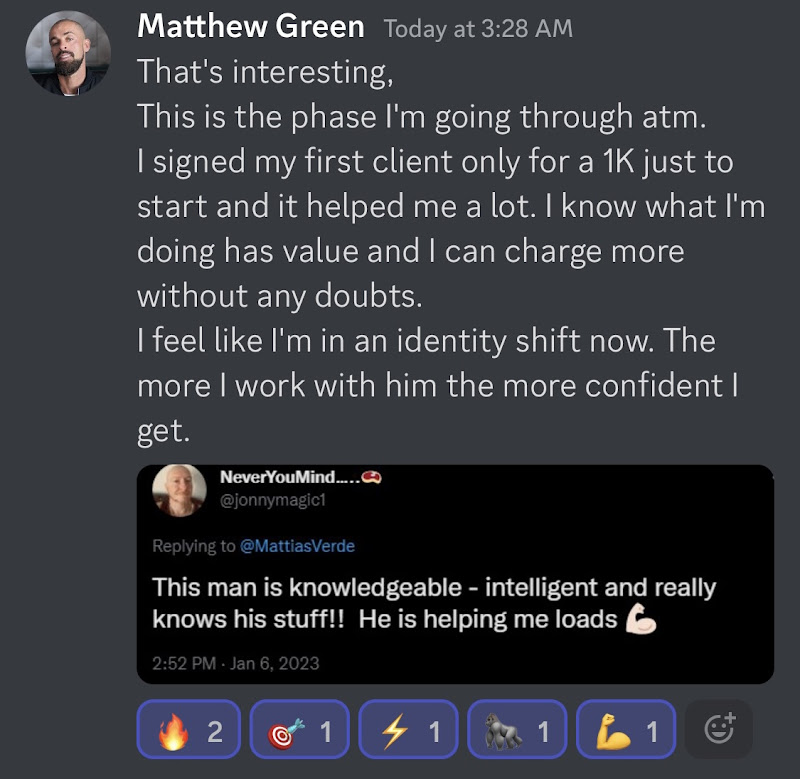 Matthew Green Today at 3:28 AM
That's interesting,
This is the phase I'm going through atm.
I signed my first client only for a 1K just to
start and it helped me a lot. I know what I'm
doing has value and I can charge more
without any doubts.
I feel like I'm in an identity shift now. The
more I work with him the more confident I
get.
NeverYouMind..... 🥩
@jonnymagic1
Replying to @MattiasVerde
This man is knowledgeable - intelligent and really
knows his stuff!! He is helping me loads 💪🏻
2:52 PM · Jan 6, 2023
🔥 2 🎯 1 ⚡ 1 🦍 1 💪 1